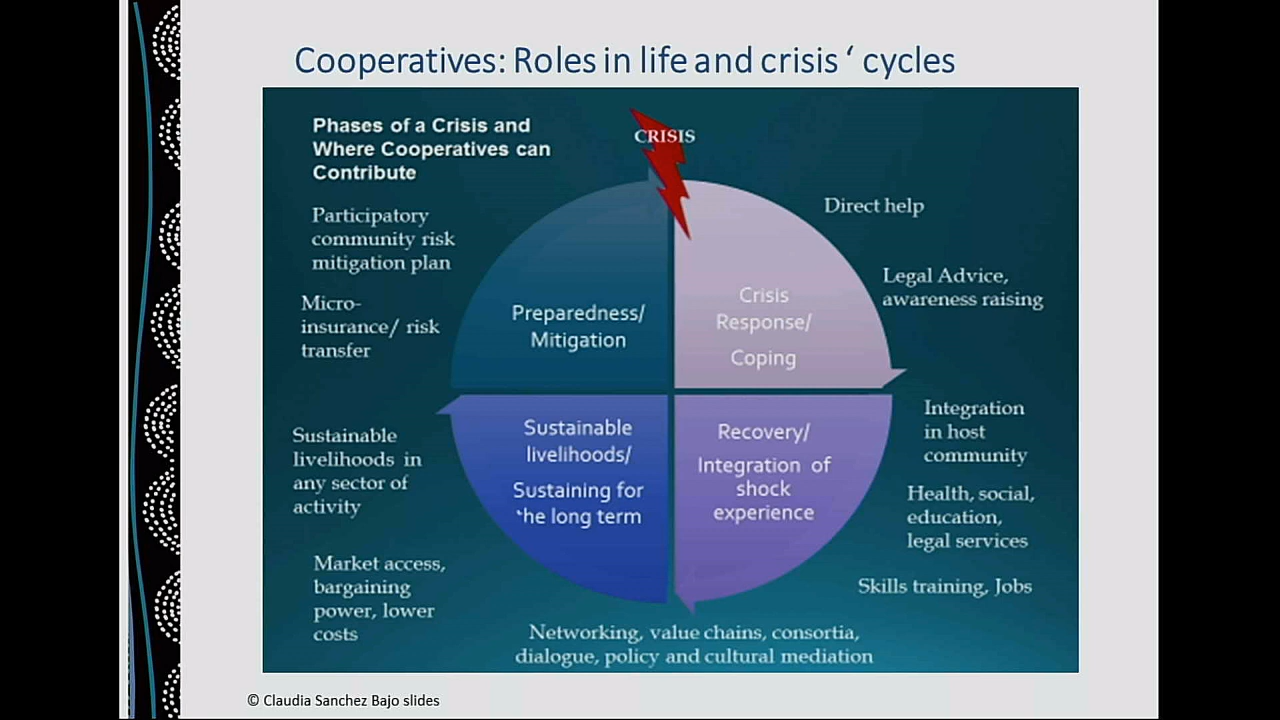 Cooperatives: Roles in life and crisis ‘ cycles
Phases of a Crisis and
Where Cooperatives can
Contribute
CRISIS
Participatory
community risk
mitigation plan
Micro-
insurance/ risk
transfer
Sustainable
livelihoods in
any sector of
activity
Market access,
bargaining
power, lower
costs
Preparedness/
Mitigation
Crisis
Response/
Coping
Sustainable
livelihoods/
Sustaining for
the long term
Recovery/
Integration of
shock
experience
Direct help
Legal Advice,
awareness raising
Integration
in host
community
Health, social,
education,
legal services
Skills training, Jobs
Networking, value chains, consortia,
dialogue, policy and cultural mediation
© Claudia Sanchez Bajo slides